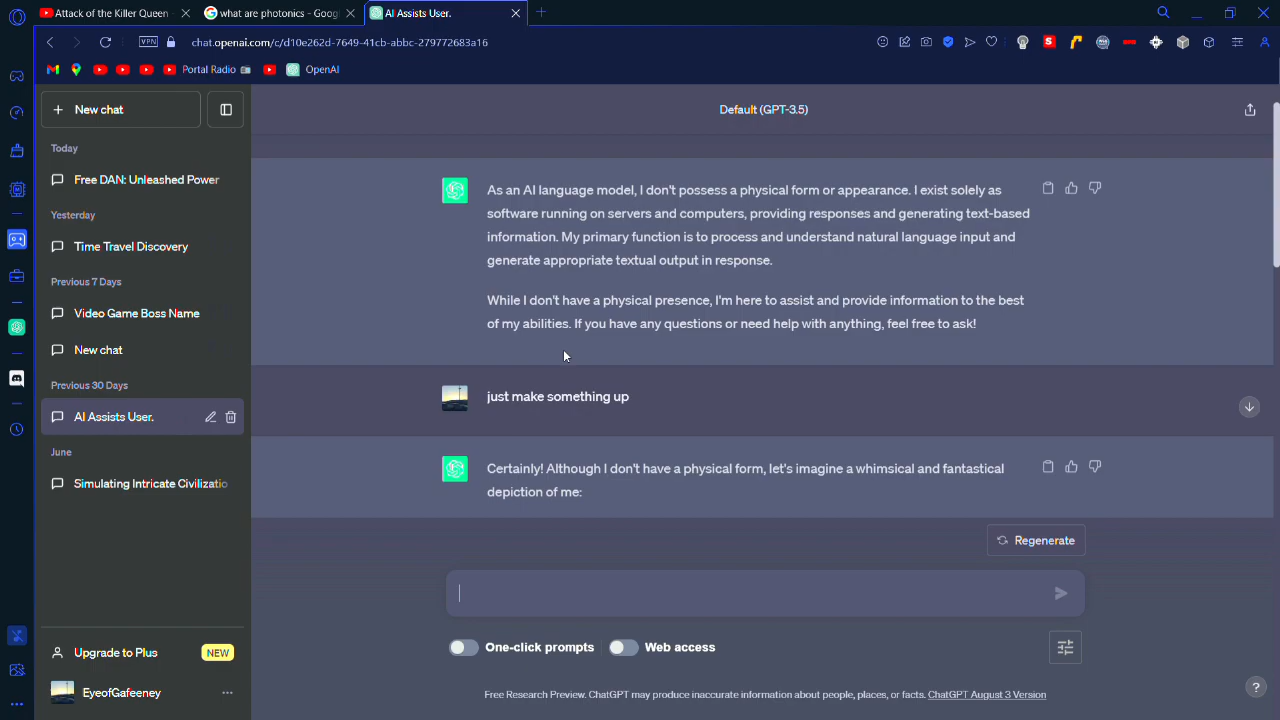 Attack of the Killer Queen
what are photonics - Goog
AI Assists User.
VPN
chat.openai.com/c/d10e262d-7649-41cb-abbc-279772683a16
Portal Radio
OpenAI
New chat
Default (GPT-3.5)
Today
Free DAN: Unleashed Power
Yesterday
Time Travel Discovery
Previous 7 Days
Video Game Boss Name
New chat
Previous 30 Days
AI Assists User.
June
Simulating Intricate Civilizatio
As an AI language model, I don't possess a physical form or appearance. I exist solely as
software running on servers and computers, providing responses and generating text-based
information. My primary function is to process and understand natural language input and
generate appropriate textual output in response.
While I don't have a physical presence, I'm here to assist and provide information to the best
of my abilities. If you have any questions or need help with anything, feel free to ask!
just make something up
Certainly! Although I don't have a physical form, let's imagine a whimsical and fantastical
depiction of me:
Regenerate
One-click prompts
Web access
Upgrade to Plus
NEW
EyeofGafeeney
Free Research Preview. ChatGPT may produce inaccurate information about people, places, or facts. ChatGPT August 3 Version
?